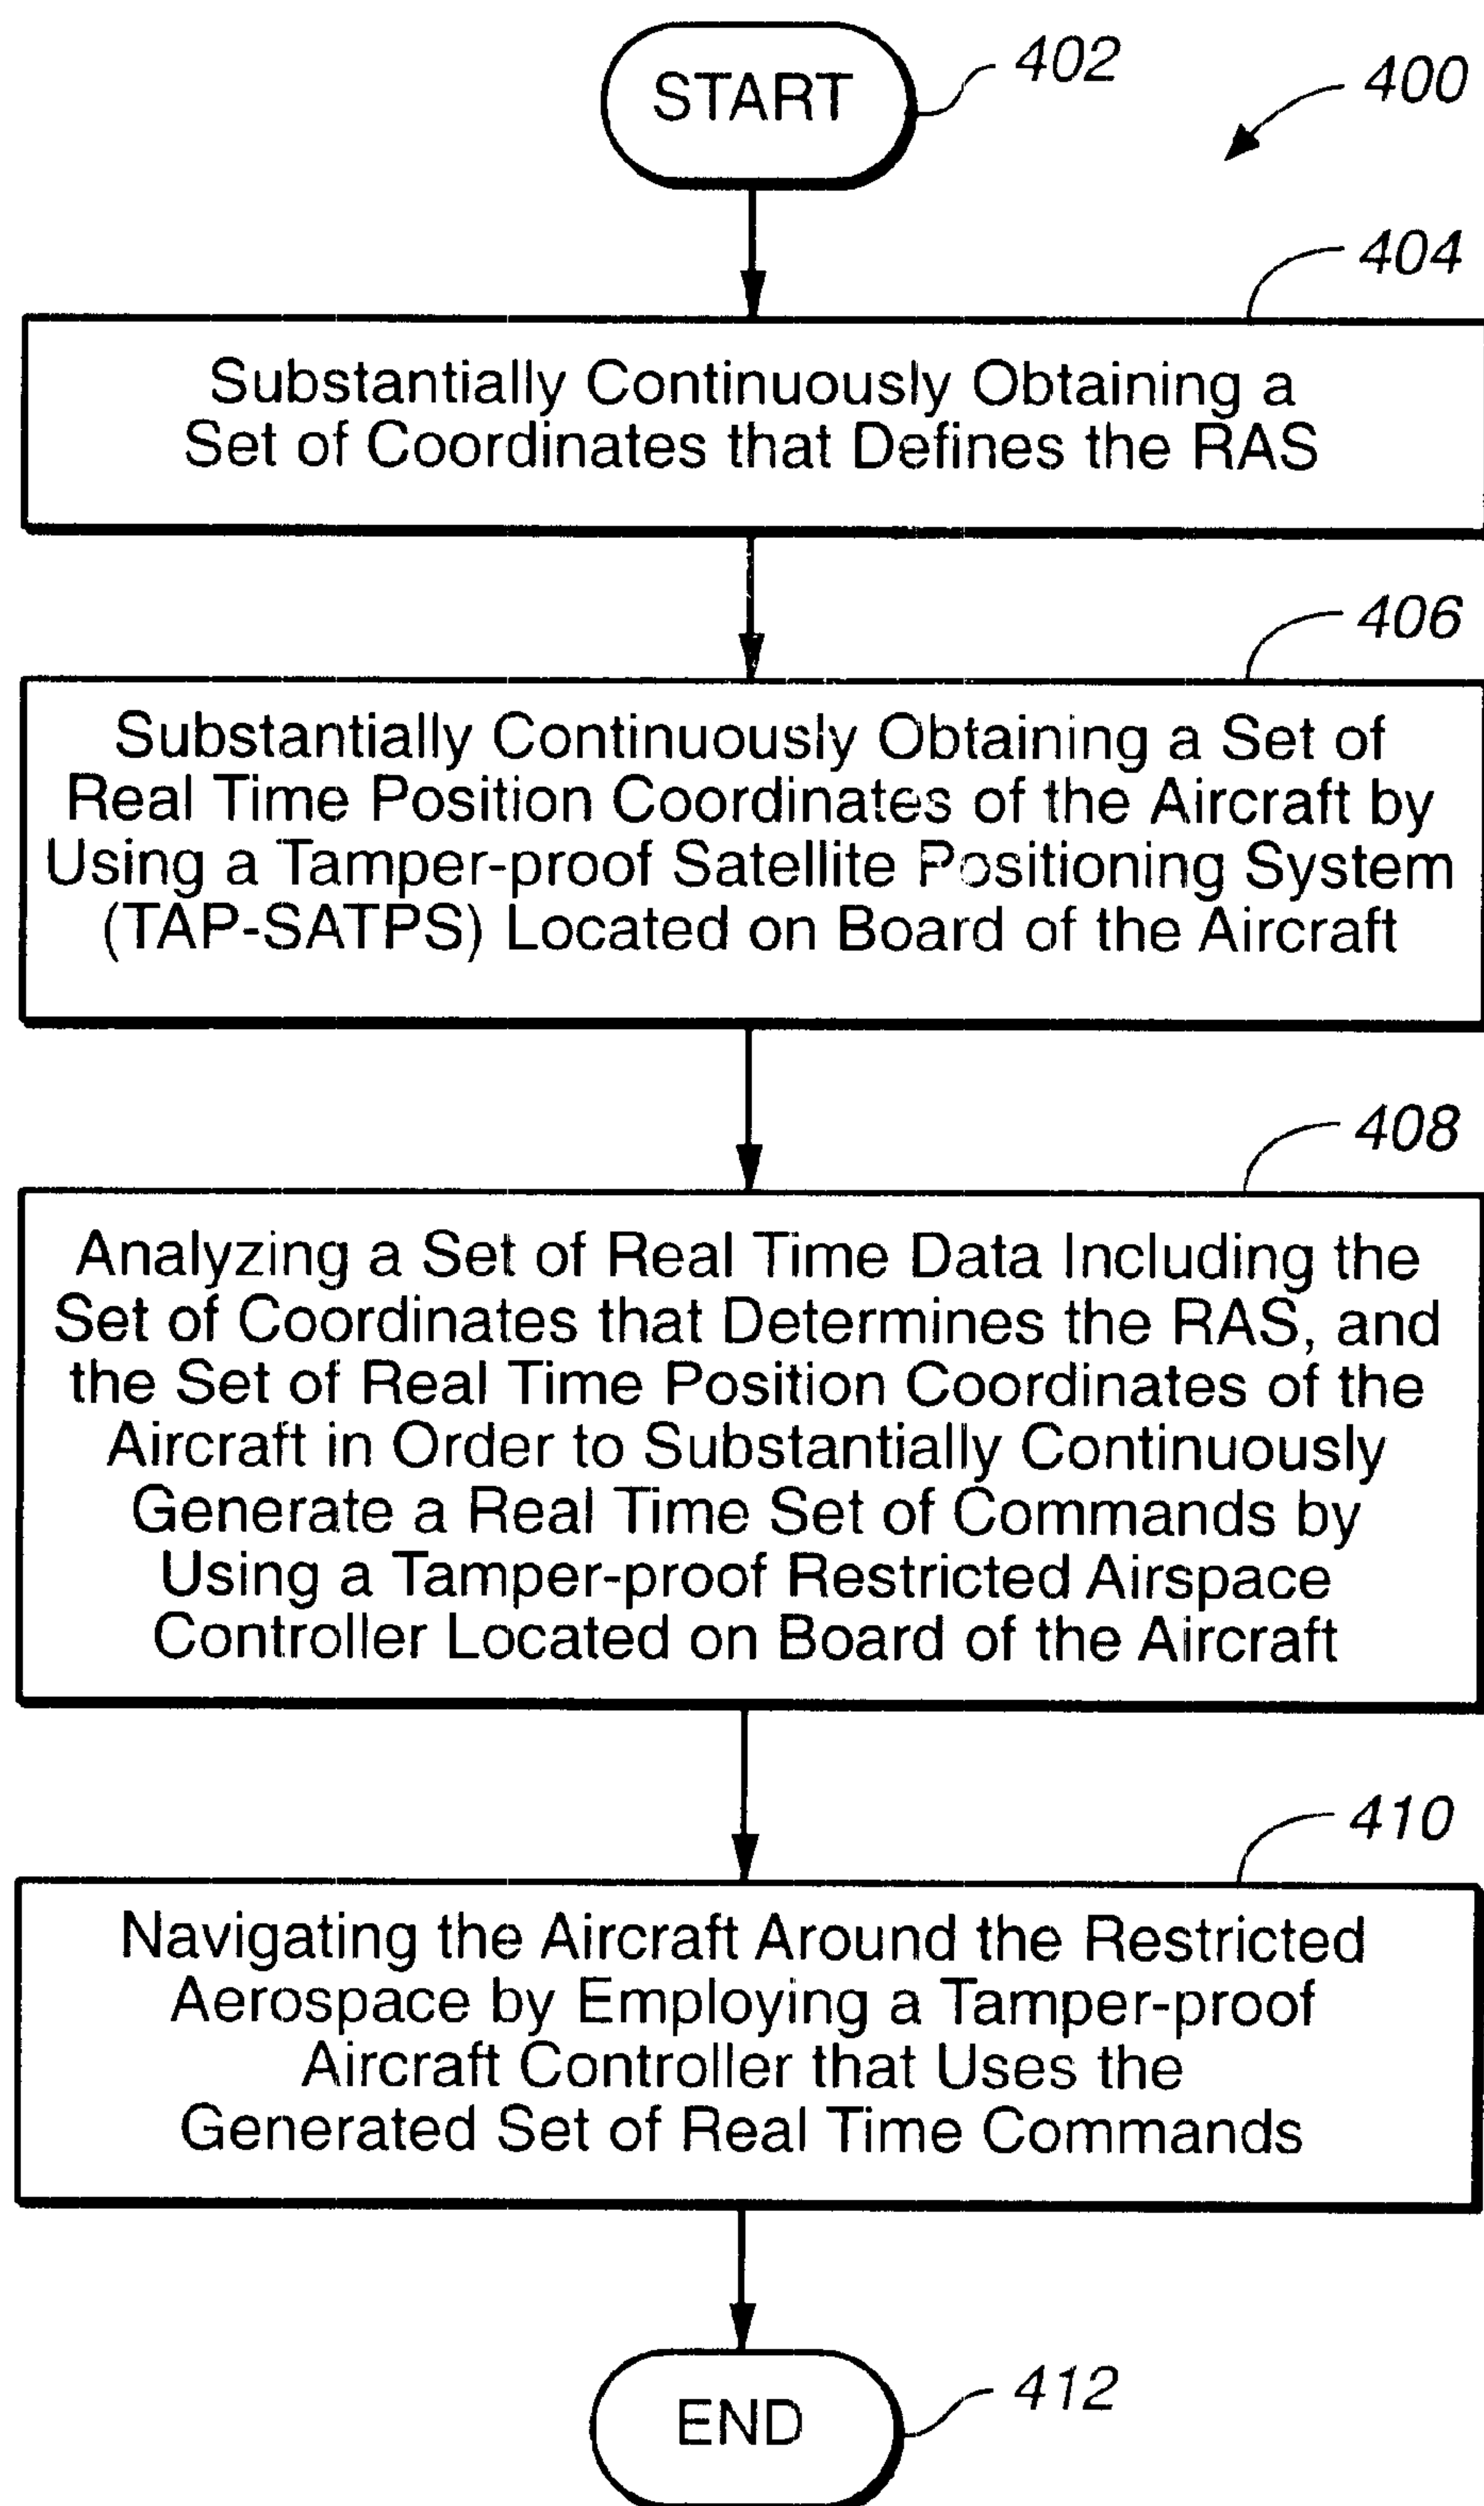 START
402
400
404
Substantially Continuously Obtaining a
Set of Coordinates that Defines the RAS
406
Substantially Continuously Obtaining a Set of
Real Time Position Coordinates of the Aircraft by
Using a Tamper-proof Satellite Positioning System
(TAP-SATPS) Located on Board of the Aircraft
408
Analyzing a Set of Real Time Data Including the
Set of Coordinates that Determines the RAS, and
the Set of Real Time Position Coordinates of the
Aircraft in Order to Substantially Continuously
Generate a Real Time Set of Commands by
Using a Tamper-proof Restricted Airspace
Controller Located on Board of the Aircraft
410
Navigating the Aircraft Around the Restricted
Aerospace by Employing a Tamper-proof
Aircraft Controller that Uses the
Generated Set of Real Time Commands
END
412